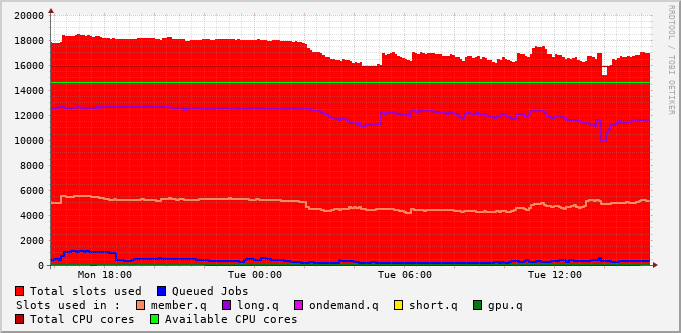 20000
18000
16000
14000
12000
10000
8000
6000
4000
2000
0
Mon 18:00 Tue 00:00 Tue 06:00 Tue 12:00
RRDTOOL / TOBI OETIKER
Total slots used Queued Jobs
Slots used in : member.q long.q ondemand.q short.q gpu.q
Total CPU cores Available CPU cores